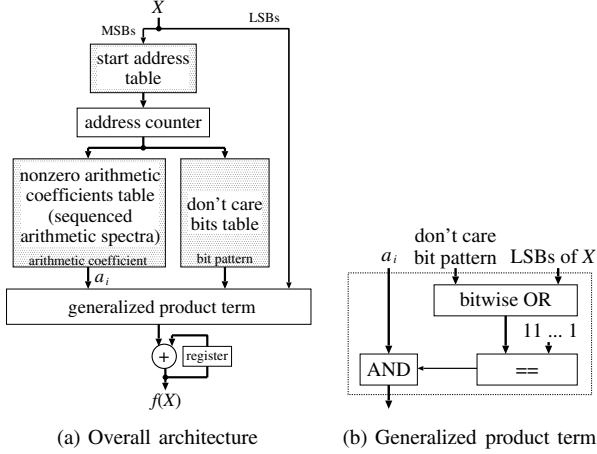 X
MSBs
LSBs
start address
table
address counter
nonzero arithmetic
coefficients table
(sequenced
arithmetic spectra)
arithmetic coefficient
don't care
bits table
bit pattern
a i
generalized product term
+
register
f(X)
(a) Overall architecture
a i
don't care
bit pattern
LSBs of X
bitwise OR
11 ... 1
AND
==
(b) Generalized product term